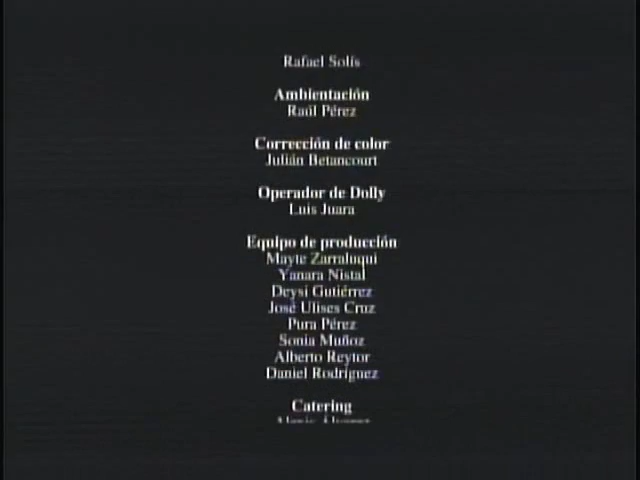 Rafael Solís
Ambientación
Raúl Pérez
Corrección de color
Julián Betancourt
Operador de Dolly
Luis Juara
Equipo de producción
Mayte Zarraluqui
Yanara Nistal
Deysi Gutiérrez
José Ulises Cruz
Pura Pérez
Sonia Muñoz
Alberto Reytor
Daniel Rodríguez
Catering